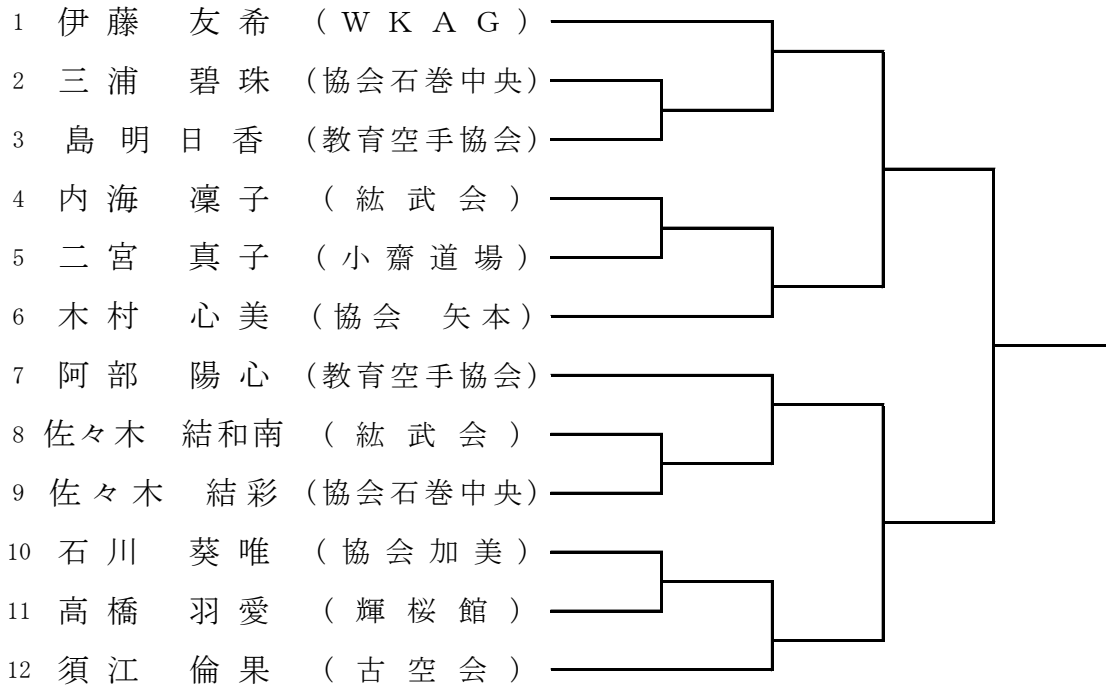 1 伊藤 友希 (WKAG)
2 三浦 碧珠 (協会石巻中央)
3 島明日香 (教育空手協会)
4 内海 凜子 (紘武会)
5 二宮 真子 (小齋道場)
6 木村 心美 (協会 矢本)
7 阿部 陽心 (教育空手協会)
8 佐々木 結和南 (紘武会)
9 佐々木 結彩 (協会石巻中央)
10 石川 葵唯 (協会加美)
11 高橋 羽愛 (輝桜館)
12 須江 倫果 (古空会)